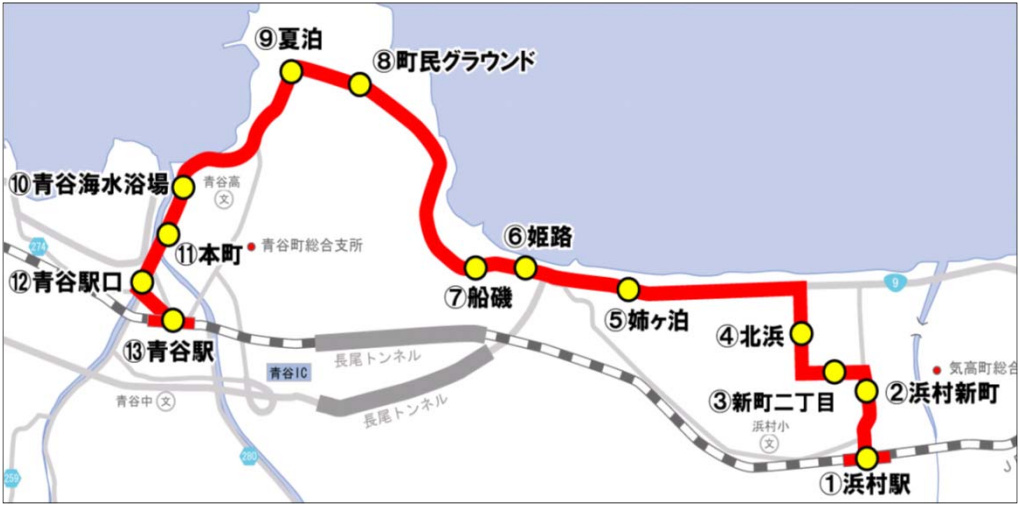 ⑨夏泊
⑧町民グラウンド
⑩青谷海水浴場
青谷高
文
⑪本町
青谷町総合支所
274
⑫青谷駅口
⑥姫路
⑦船磯
⑤姉ヶ泊
9
④北浜
⑬青谷駅
長尾トンネル
青谷IC
気高町総合
③新町二丁目
②浜村新町
青谷中
文
長尾トンネル
浜村小
文
280
259
①浜村駅
J